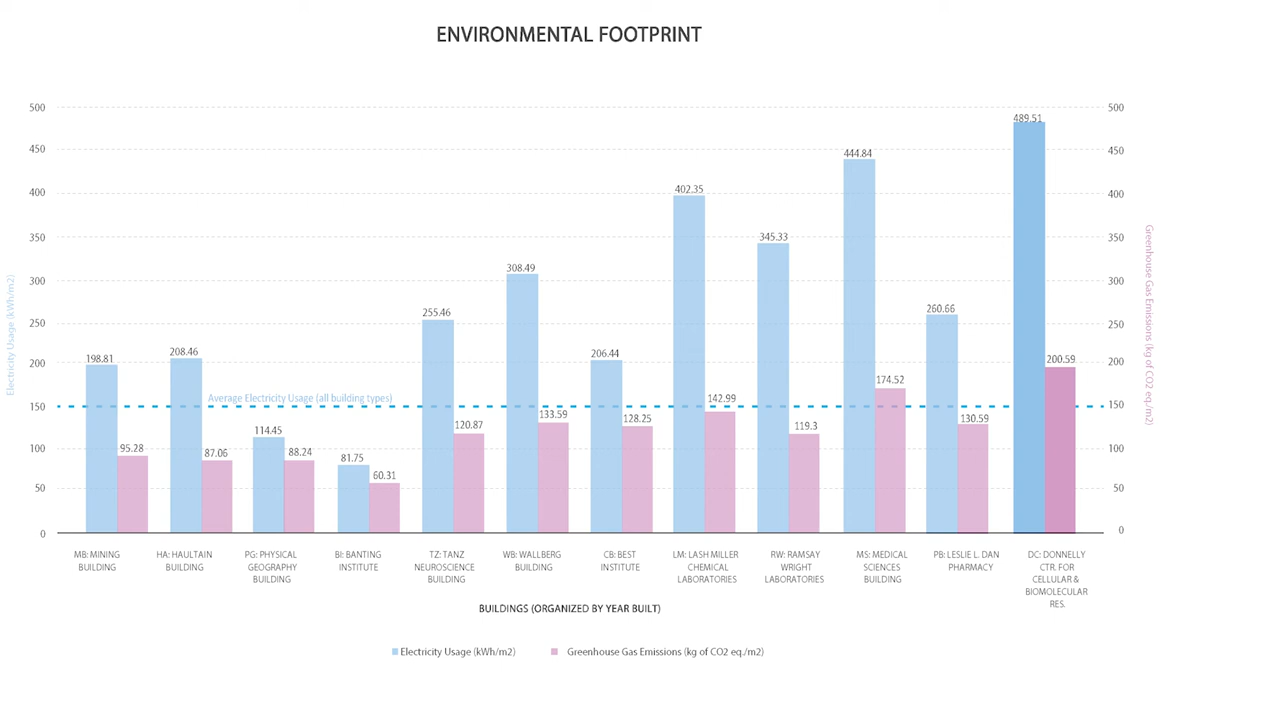 ENVIRONMENTAL FOOTPRINT
500
450
400
350
300
250
200
150
100
50
0
Electricity Usage (kWh/m2)
500
450
400
350
300
250
200
150
100
50
0
Greenhouse Gas Emissions (kg of CO2 eq/m2)
Average Electricity Usage (all building types)
198.81
95.28
208.46
87.06
114.45
88.24
81.75
60.31
255.46
120.87
308.49
133.59
206.44
128.25
402.35
142.99
345.33
119.3
444.84
174.52
260.66
130.59
489.51
200.59
MB: MINING
BUILDING
HA: HAULTAIN
BUILDING
PG: PHYSICAL
GEOGRAPHY
BUILDING
BI: BANTING
INSTITUTE
TZ: TANZ
NEUROSCIENCE
BUILDING
WB: WALLBERG
BUILDING
CB: BEST
INSTITUTE
LM: LASH MILLER
CHEMICAL
LABORATORIES
RW: RAMSAY
WRIGHT
LABORATORIES
MS: MEDICAL
SCIENCES
BUILDING
PB: LESLIE L. DAN
PHARMACY
DC: DONNELLY
CTR. FOR
CELLULAR &
BIOMOLECULAR
RES.
BUILDINGS (ORGANIZED BY YEAR BUILT)
Electricity Usage (kWh/m2)
Greenhouse Gas Emissions (kg of CO2 eq./m2)